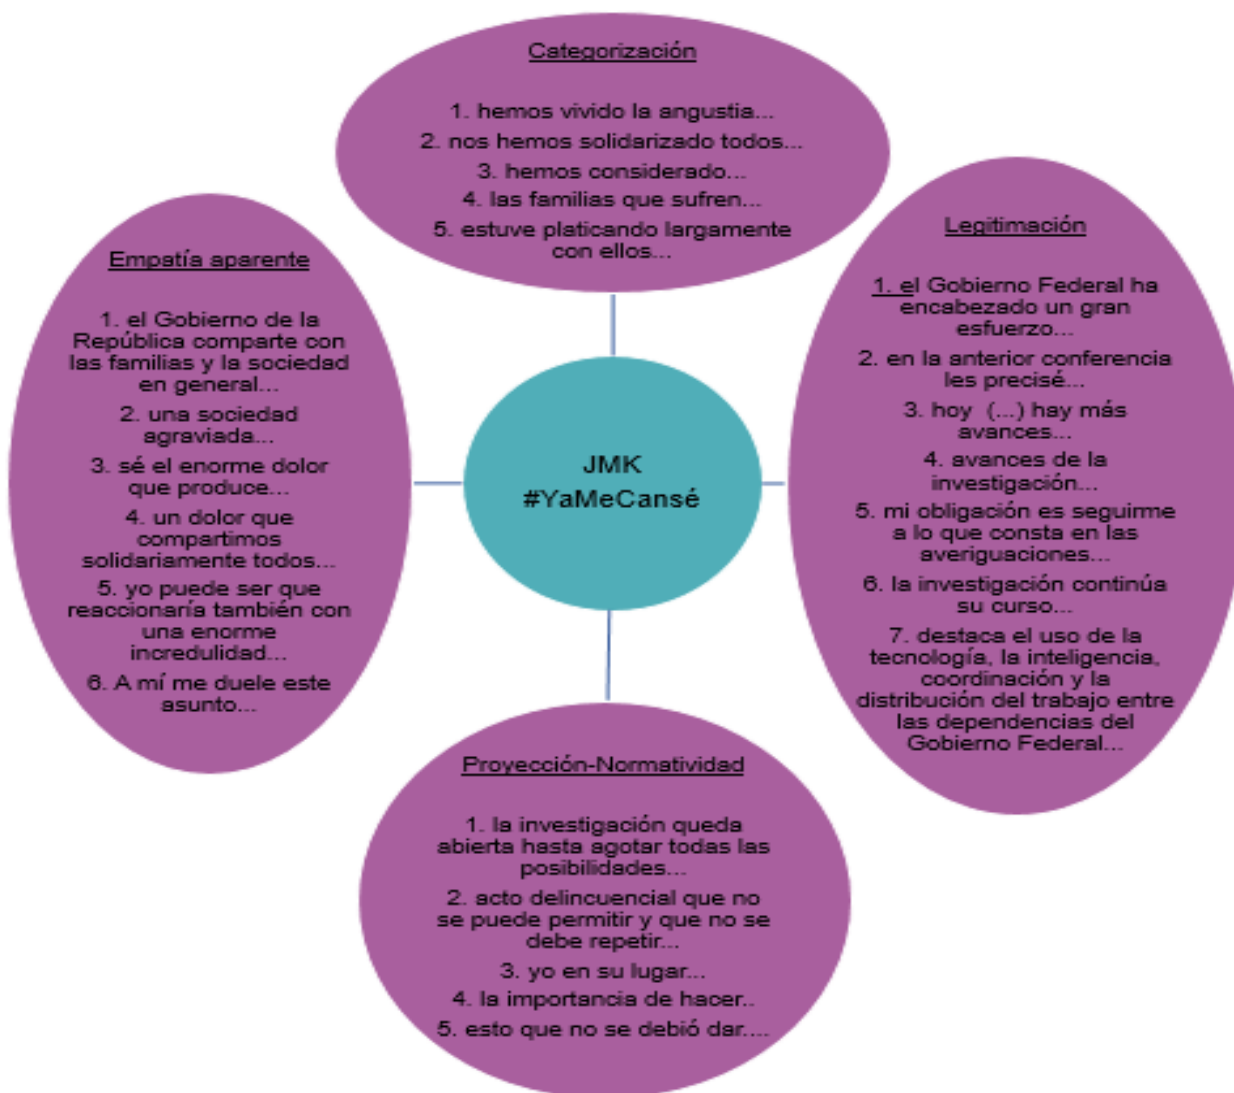 Categorización
1. hemos vivido la angustia...
2. nos hemos solidarizado todos...
3. hemos considerado...
4. las familias que sufren...
5. estuve platicando largamente
con ellos...
Empatía aparente
1. el Gobierno de la
República comparte con
las familias y la sociedad
en general...
2. una sociedad
agraviada...
3. sé el enorme dolor
que produce...
4. un dolor que
compartimos
solidariamente todos...
5. yo puede ser que
reaccionaría también con
una enorme
incredulidad...
6. A mí me duele este
asunto...
JMK
#YaMeCansé
Legitimación
1. el Gobierno Federal ha
encabezado un gran
esfuerzo...
2. en la anterior conferencia
les precisé...
3. hoy (...) hay más
avances...
4. avances de la
investigación...
5. mi obligación es seguirme
a lo que consta en las
averiguaciones...
6. la investigación continúa
su curso...
7. destaca el uso de la
tecnología, la inteligencia,
coordinación y la
distribución del trabajo entre
las dependencias del
Gobierno Federal...
Proyección-Normatividad
1. la investigación queda
abierta hasta agotar todas las
posibilidades...
2. acto delincuencial que no
se puede permitir y que no se
debe repetir...
3. yo en su lugar...
4. la importancia de hacer..
5. esto que no se debió dar....